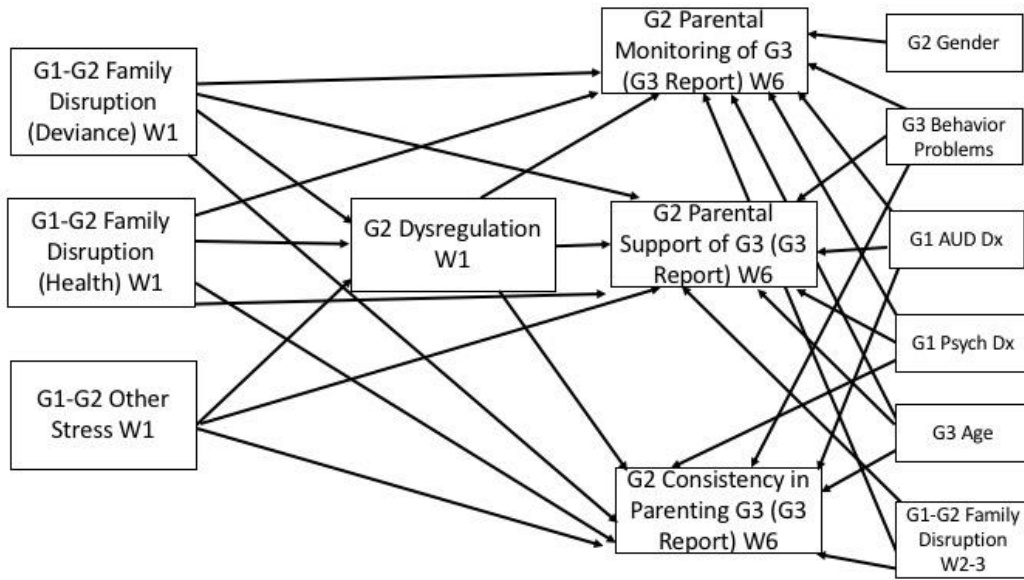 G1-G2 Family
Disruption
(Deviance) W1
G1-G2 Family
Disruption
(Health) W1
G1-G2 Other
Stress W1
G2 Dysregulation
W1
G2 Parental
Monitoring of G3
(G3 Report) W6
G2 Parental
Support of G3 (G3
Report) W6
G2 Consistency in
Parenting G3 (G3
Report) W6
G2 Gender
G3 Behavior
Problems
G1 AUD Dx
G1 Psych Dx
G3 Age
G1-G2 Family
Disruption
W2-3